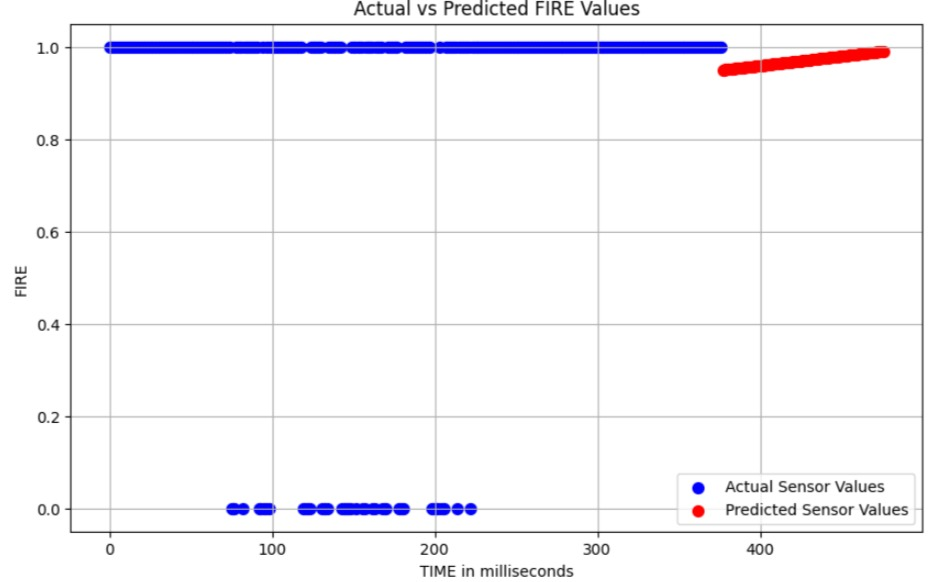 Actual vs Predicted FIRE Values
1.0
0.8
0.6
0.4
0.2
0.0
FIRE
0 100 200 300 400
TIME in milliseconds
Actual Sensor Values
Predicted Sensor Values